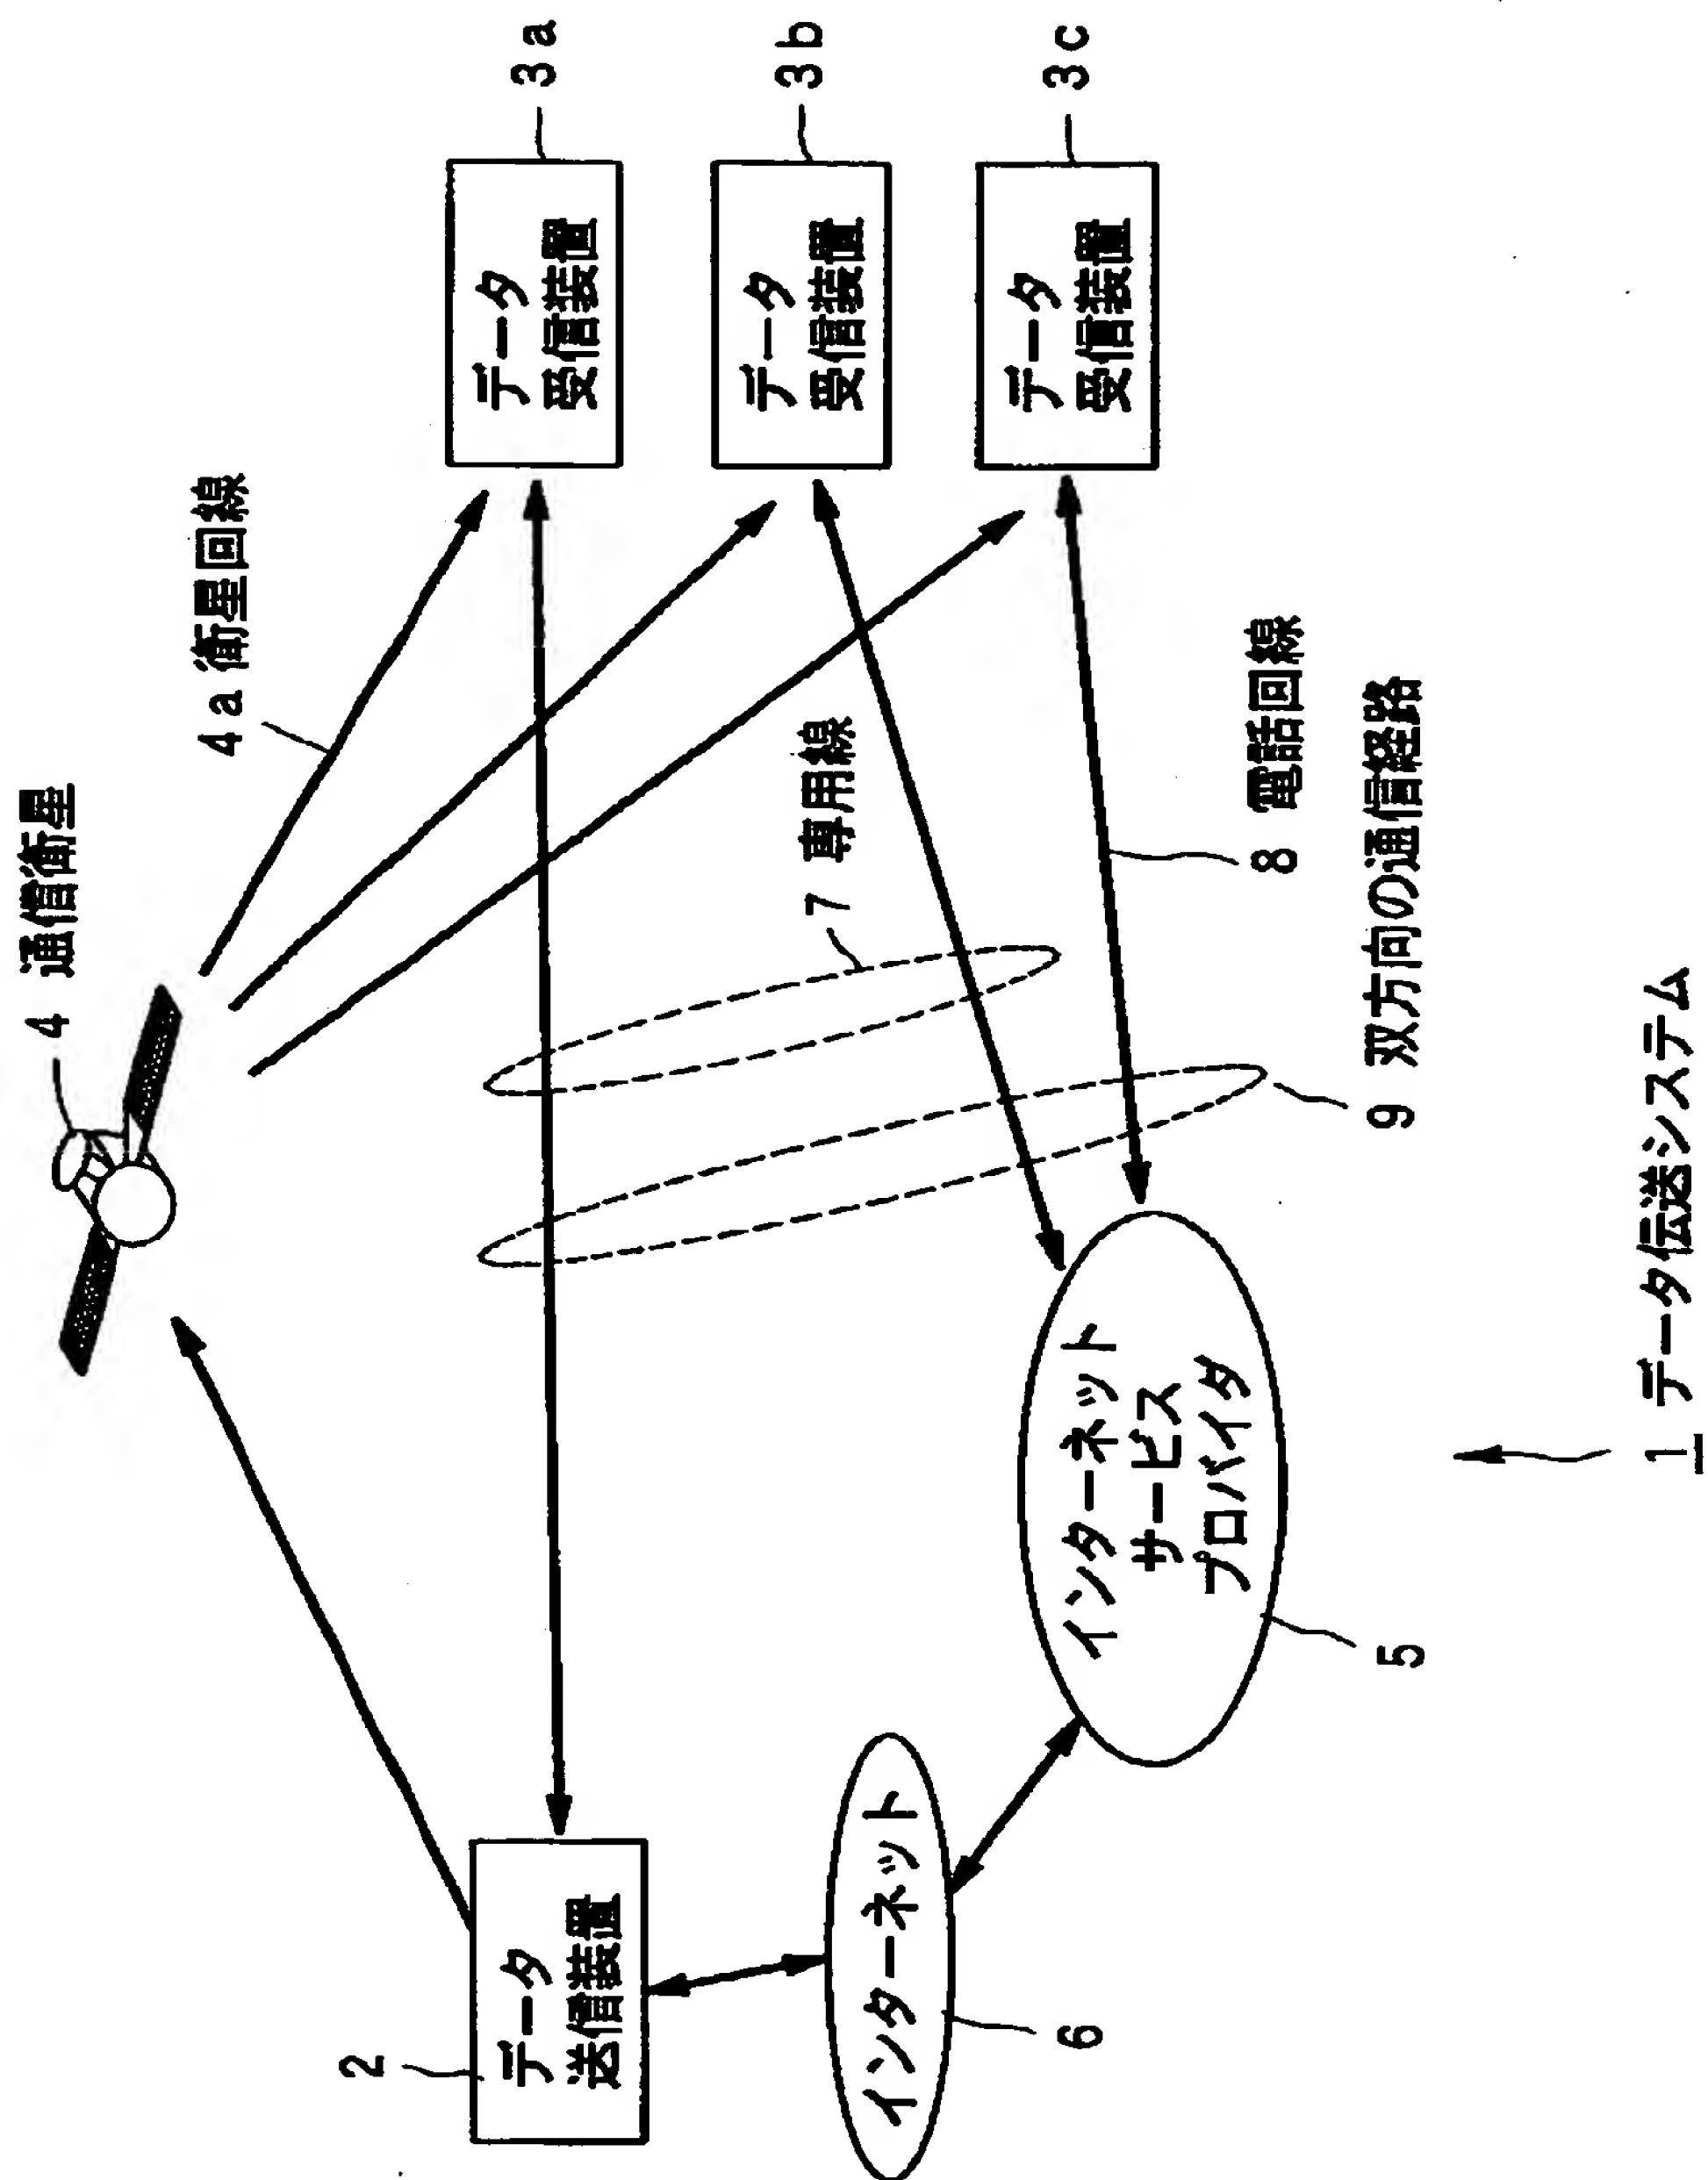 4 通信衛星
4a 衛星回線
2
データ
送信装置
データ
受信装置
3a
データ
受信装置
3b
データ
受信装置
3c
7 専用線
インターネット
6
インターネット
サービス
プロバイダ
5
8 電話回線
9 双方向の通信経路
1 データ伝送システム